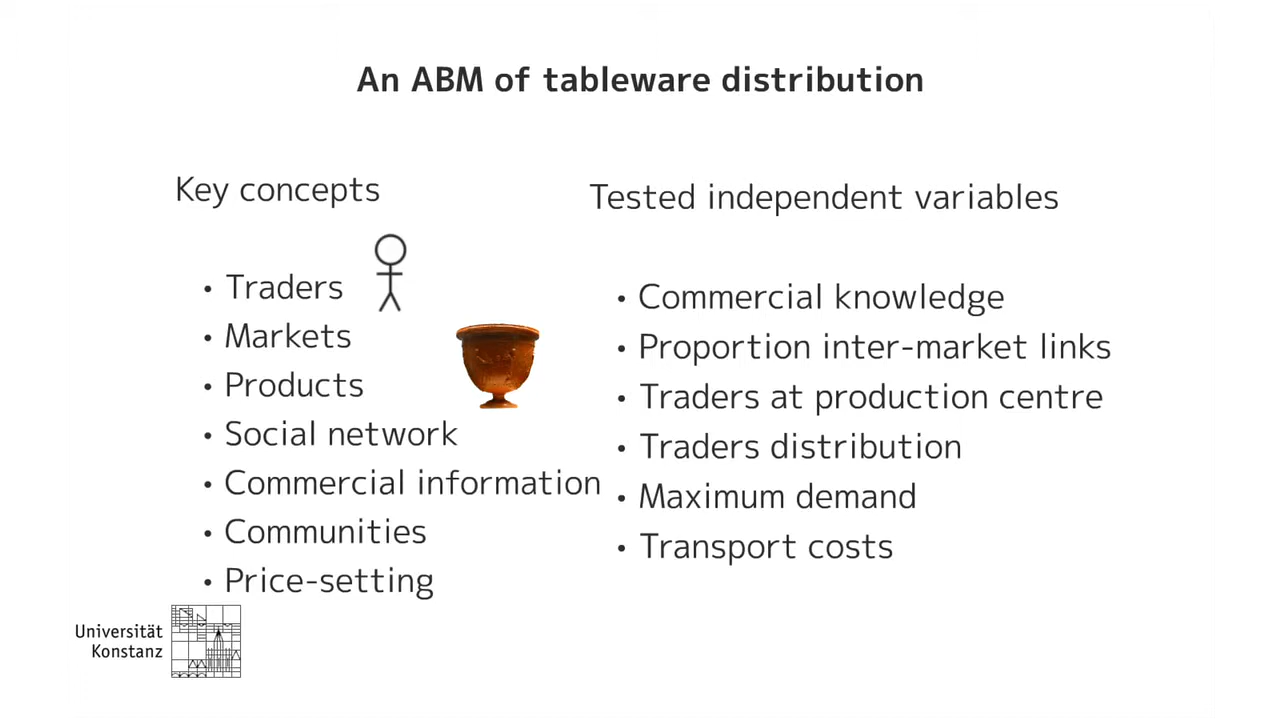 An ABM of tableware distribution
Key concepts
• Traders
• Markets
• Products
• Social network
• Commercial information
• Communities
• Price-setting
Tested independent variables
• Commercial knowledge
• Proportion inter-market links
• Traders at production centre
• Traders distribution
• Maximum demand
• Transport costs
Universität
Konstanz